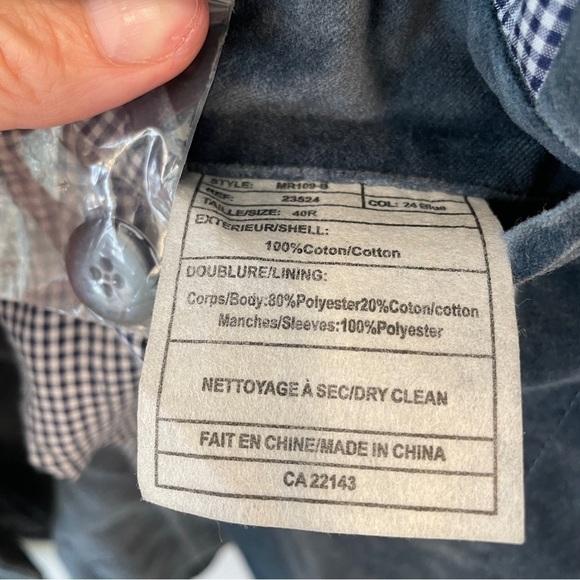 STYLE: MR109-B
REF: 23524 COL: 24 Blue
TAILLE/SIZE: 40R
EXTERIEUR/SHELL:
100%Coton/Cotton
DOUBLURE/LINING:
Corps/Body:80%Polyester20%Coton/cotton
Manches/Sleeves:100%Polyester
NETTOYAGE À SEC/DRY CLEAN
FAIT EN CHINE/MADE IN CHINA
CA 22143